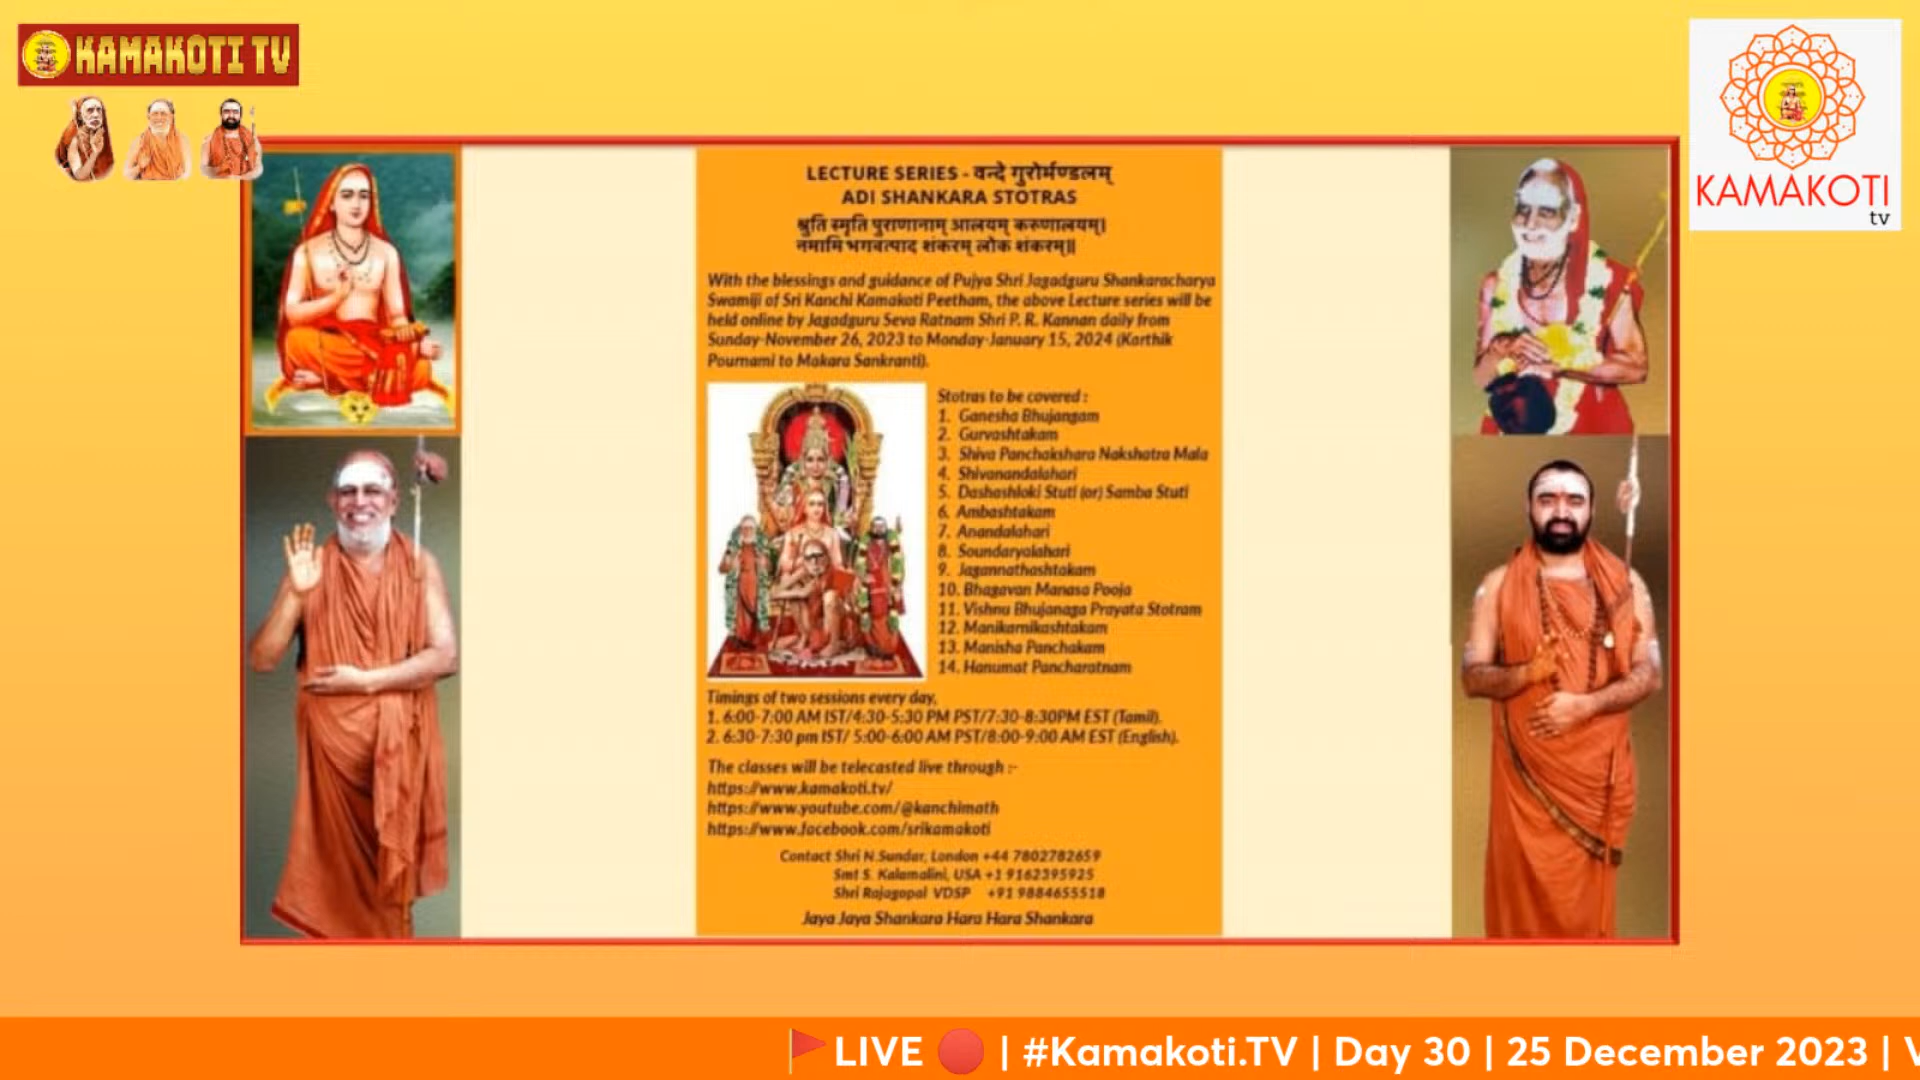 KAMAKOTI TV
KAMAKOTI
tv
LECTURE SERIES - वन्दे गुरोर्मण्डलम्
ADI SHANKARA STOTRAS
श्रुति स्मृति पुराणानाम् आलयम् करुणालयम्।
नमामि भगवत्पाद शंकरम् लोक शंकरम्॥
With the blessings and guidance of Pujya Shri Jagadguru Shankaracharya
Swamiji of Sri Kanchi Kamakoti Peetham, the above Lecture series will be
held online by Jagadguru Seva Ratnam Shri P. R. Kannan daily from
Sunday-November 26, 2023 to Monday-January 15, 2024 (Karthik
Pournami to Makara Sankranti).
Stotras to be covered :
1. Ganesha Bhujangam
2. Gurvashtakam
3. Shiva Panchakshara Nakshatra Mala
4. Shivanandalahari
5. Dashashloki Stuti (or) Samba Stuti
6. Ambashtakam
7. Anandalahari
8. Soundaryalahari
9. Jagannathashtakam
10. Bhagavan Manasa Pooja
11. Vishnu Bhujanaga Prayata Stotram
12. Manikarnikashtakam
13. Manisha Panchakam
14. Hanumat Pancharatnam
Timings of two sessions every day,
1. 6:00-7:00 AM IST/4:30-5:30 PM PST/7:30-8:30PM EST (Tamil).
2. 6:30-7:30 pm IST/ 5:00-6:00 AM PST/8:00-9:00 AM EST (English).
The classes will be telecasted live through :-
https://www.kamakoti.tv/
https://www.youtube.com/@kanchimath
https://www.facebook.com/srikamakoti
Contact Shri N.Sundar, London +44 7802782659
Smt S. Kalamalini, USA +1 9162395925
Shri Rajagopal VDSP +91 9884655518
Jaya Jaya Shankara Hara Hara Shankara
LIVE | #Kamakoti.TV | Day 30 | 25 December 2023 | V